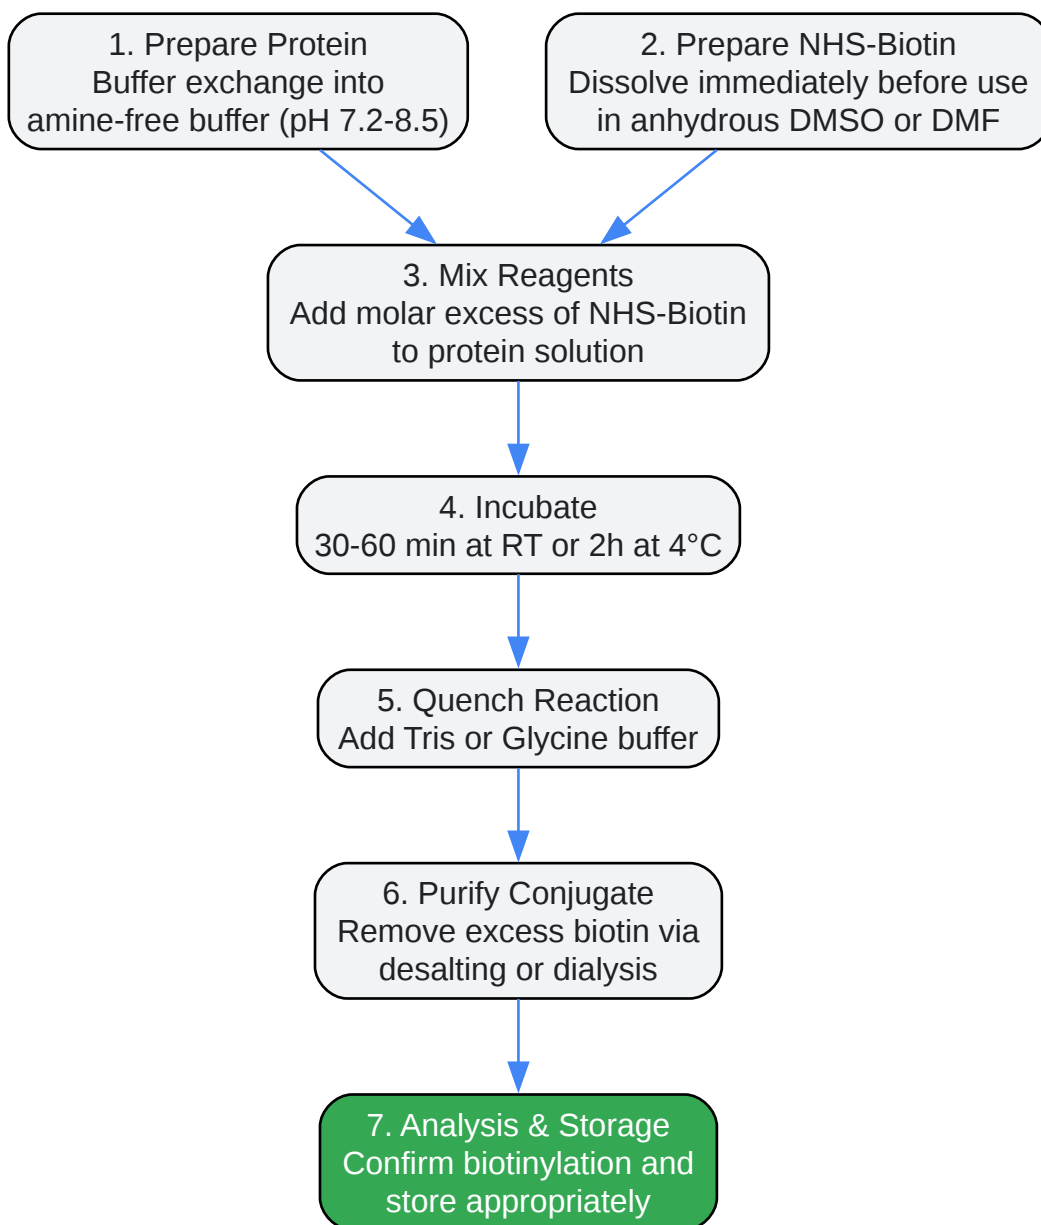 1. Prepare Protein
Buffer exchange into
amine-free buffer (pH 7.2-8.5)
2. Prepare NHS-Biotin
Dissolve immediately before use
in anhydrous DMSO or DMF
3. Mix Reagents
Add molar excess of NHS-Biotin
to protein solution
4. Incubate
30-60 min at RT or 2h at 4°C
5. Quench Reaction
Add Tris or Glycine buffer
6. Purify Conjugate
Remove excess biotin via
desalting or dialysis
7. Analysis & Storage
Confirm biotinylation and
store appropriately